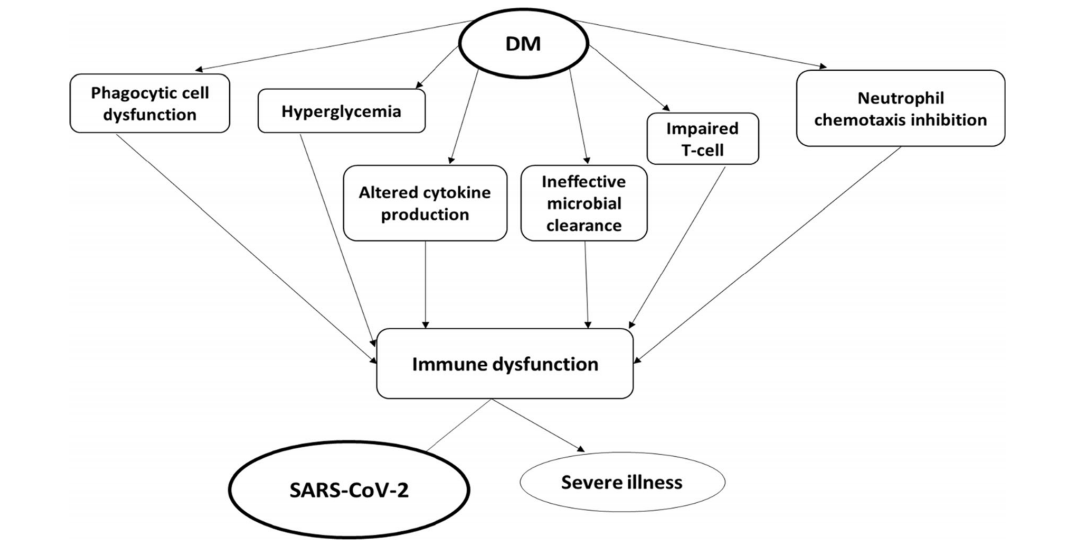 DM
Phagocytic cell
dysfunction
Hyperglycemia
Altered cytokine
production
Ineffective
microbial
clearance
Impaired
T-cell
Neutrophil
chemotaxis inhibition
Immune dysfunction
SARS-CoV-2
Severe illness